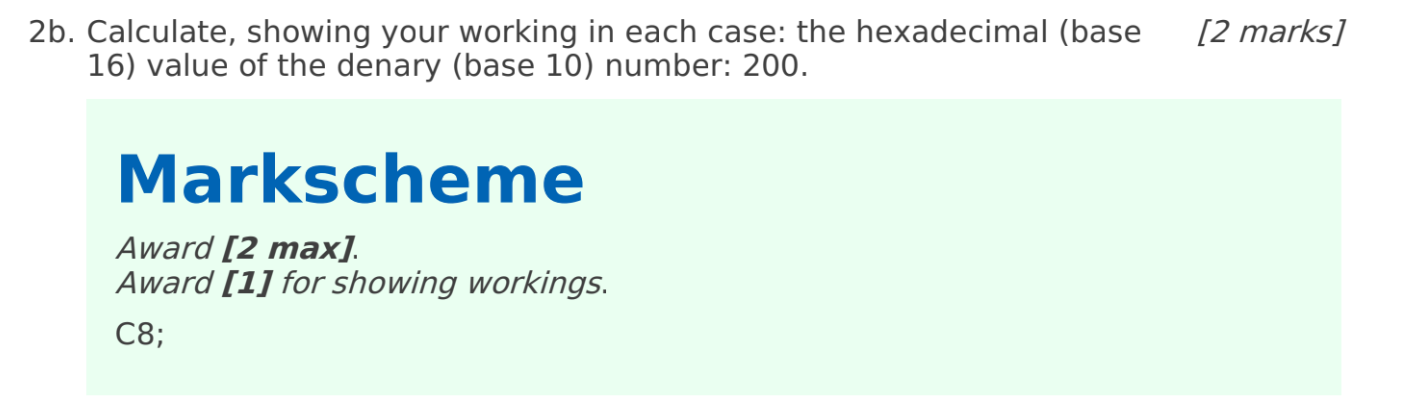 2b. Calculate, showing your working in each case: the hexadecimal (base [2 marks]
16) value of the denary (base 10) number: 200.
Markscheme
Award [2 max].
Award [1] for showing workings.
C8;